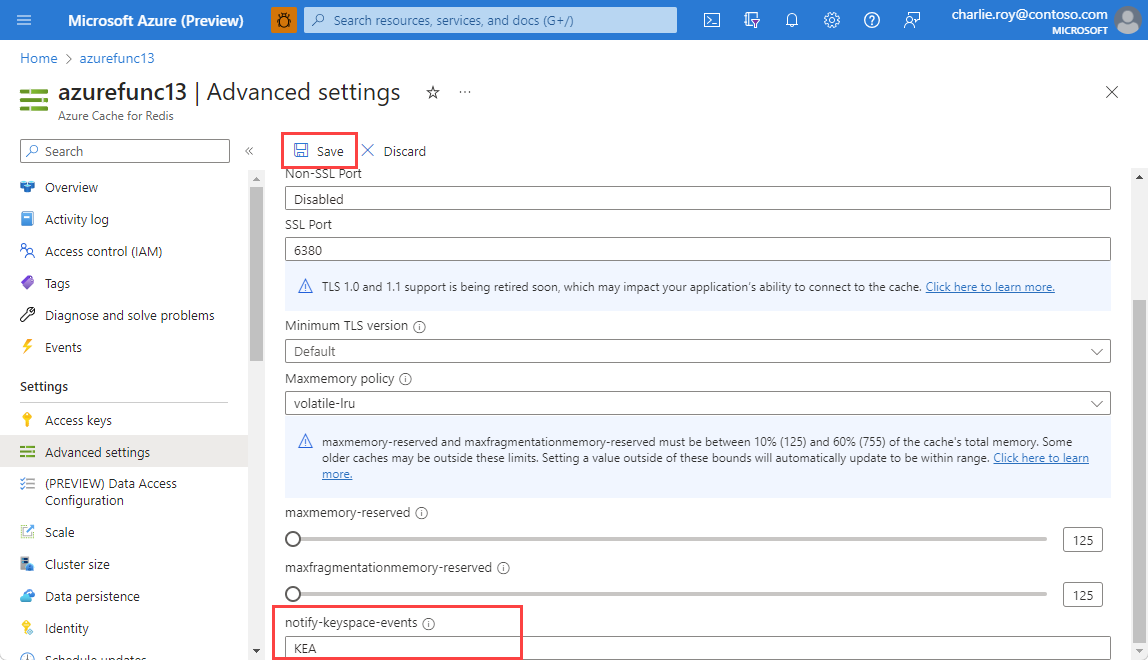 Microsoft Azure (Preview)
Search resources, services, and docs (G+/)
charlie.roy@contoso.com
MICROSOFT
Home > azurefunc13
azurefunc13 | Advanced settings
Azure Cache for Redis
Search
Save
Discard
Overview
Activity log
Access control (IAM)
Tags
Diagnose and solve problems
Events
Settings
Access keys
Advanced settings
(PREVIEW) Data Access
Configuration
Scale
Cluster size
Data persistence
Identity
Schedule updates
Non-SSL Port
Disabled
SSL Port
6380
TLS 1.0 and 1.1 support is being retired soon, which may impact your application's ability to connect to the cache. Click here to learn more.
Minimum TLS version
Default
Maxmemory policy
volatile-lru
maxmemory-reserved and maxfragmentationmemory-reserved must be between 10% (125) and 60% (755) of the cache's total memory. Some
older caches may be outside these limits. Setting a value outside of these bounds will automatically update to be within range. Click here to learn
more.
maxmemory-reserved
125
maxfragmentationmemory-reserved
125
notify-keyspace-events
KEA